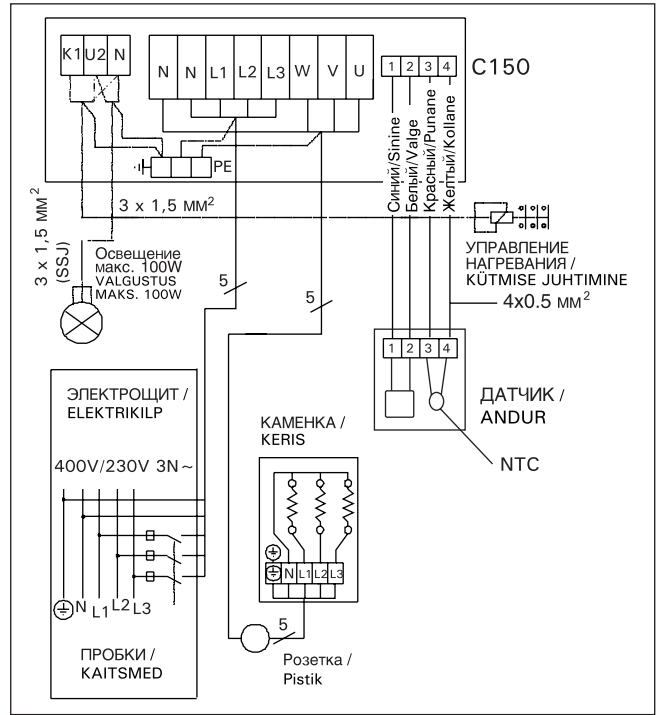 K1 U2 N
N N L1 L2 L3 W V U
1 2 3 4
C150
PE
Синий/Sinine
Белый/Valge
Красный/Punane
Желтый/Kollane
3 x 1,5 ММ²
3 x 1,5 ММ²
(SSJ)
Освещение
макс. 100W
VALGUSTUS
MAKS. 100W
УПРАВЛЕНИЕ
НАГРЕВАНИЯ /
KÜTMISE JUHTIMINE
4x0.5 ММ²
5
5
1 2 3 4
ДАТЧИК /
ANDUR
NTC
ЭЛЕКТРОЩИТ /
ELEKTRIKILP
400V/230V 3N~
N L1 L2 L3
ПРОБКИ /
KAITSMED
КАМЕНКА /
KERIS
N L1 L2 L3
5
Розетка /
Pistik